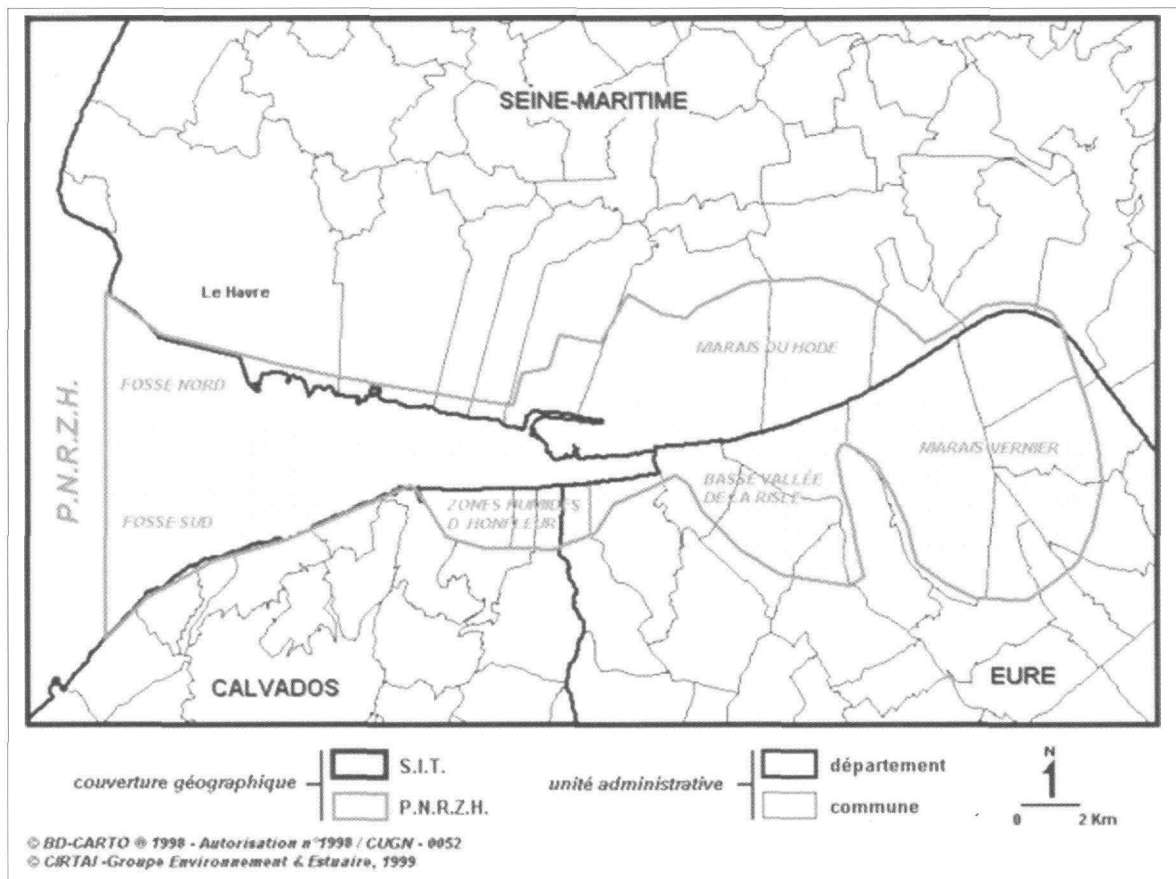 SEINE-MARITIME
Le Havre
MARAIS DU HODE
FOSSE NORD
P.N.R.Z.H.
MARAIS VERNIER
BASSE VALLÉE
DE LA RISLE
ZONES HUMIDES
D HONFLEUR
FOSSE SUD
CALVADOS
EURE
couverture géographique
S.I.T.
P.N.R.Z.H.
unité administrative
département
commune
N
0 2 Km
© BD-CARTO ® 1998 - Autorisation n°1998 / CUGN - 0052
© CIRTAI -Groupe Environnement & Estuaire, 1999